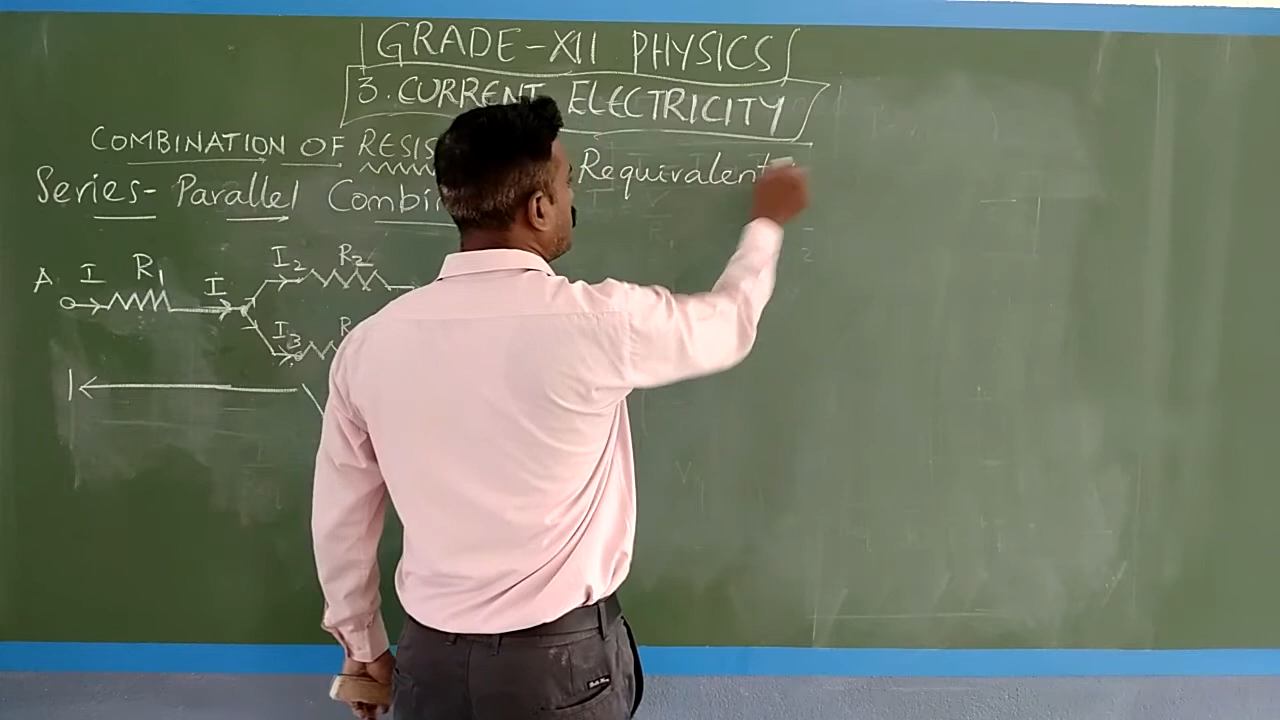 GRADE-XII PHYSICS
3. CURRENT ELECTRICITY
COMBINATION OF RESIS
Series- Parallel Combi
Requivalent
A I R1 I I2 R2
I3 R